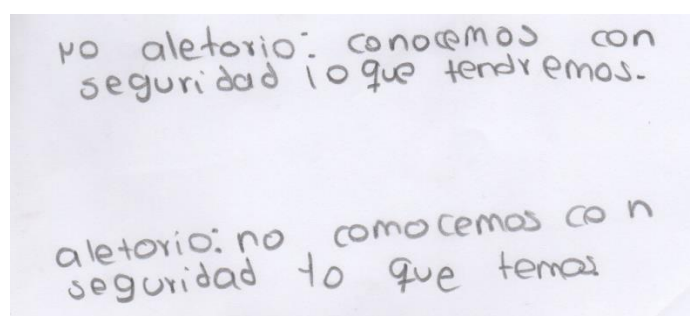 no aletorio: conocemos con
seguridad lo que tendremos.
aletorio: no comocemos con
seguridad lo que temos